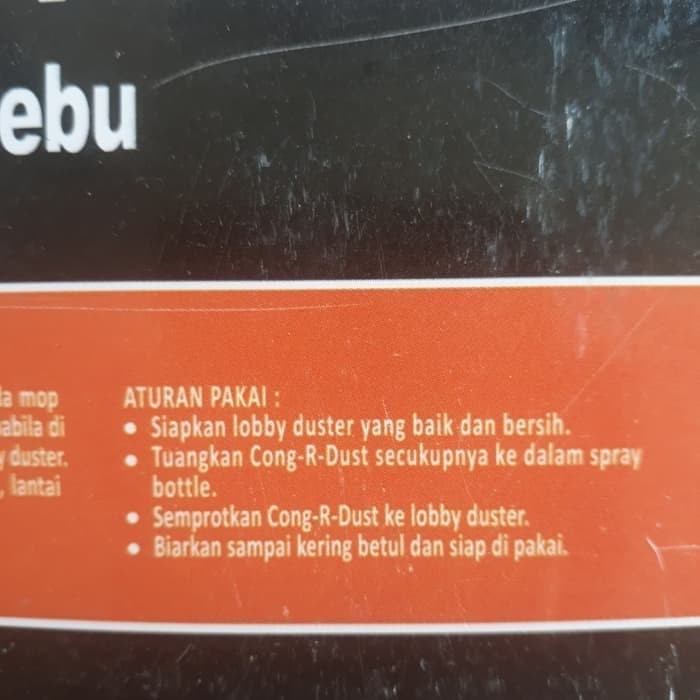 ebu
la mop
abila di
y duster.
, lantai
ATURAN PAKAI :
• Siapkan lobby duster yang baik dan bersih.
• Tuangkan Cong-R-Dust secukupnya ke dalam spray
bottle.
• Semprotkan Cong-R-Dust ke lobby duster.
• Biarkan sampai kering betul dan siap di pakai.